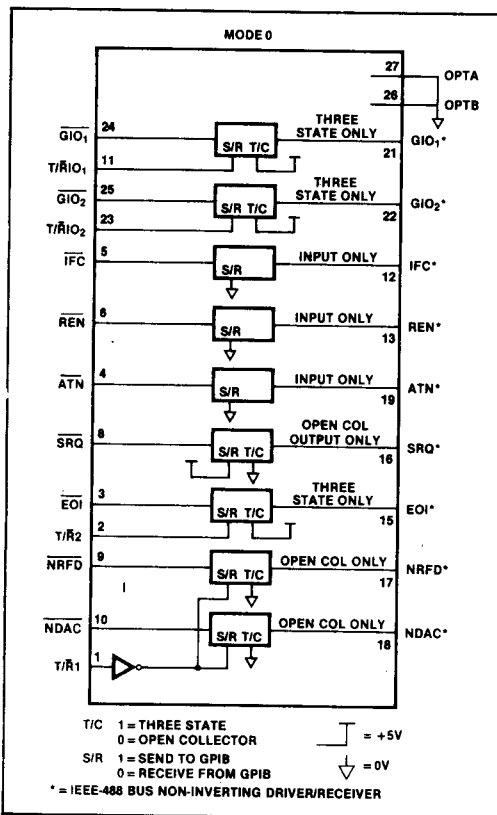 MODE 0
27
OPTA
26
OPTB
24
GIO₁
S/R T/C
THREE STATE ONLY
21
GIO₁*
T/R̅IO₁
11
25
GIO₂
S/R T/C
THREE STATE ONLY
22
GIO₂*
T/R̅IO₂
23
IFC
5
S/R
INPUT ONLY
12
IFC*
REN
6
S/R
INPUT ONLY
13
REN*
ATN
4
S/R
INPUT ONLY
19
ATN*
SRQ
8
S/R T/C
OPEN COL OUTPUT ONLY
16
SRQ*
EOI
3
S/R T/C
THREE STATE ONLY
15
EOI*
T/R̅2
2
NRFD
9
S/R T/C
OPEN COL ONLY
17
NRFD*
NDAC
10
S/R T/C
OPEN COL ONLY
18
NDAC*
T/R̅1
1
T/C 1 = THREE STATE
0 = OPEN COLLECTOR
= +5V
S/R 1 = SEND TO GPIB
0 = RECEIVE FROM GPIB
= 0V
* = IEEE-488 BUS NON-INVERTING DRIVER/RECEIVER